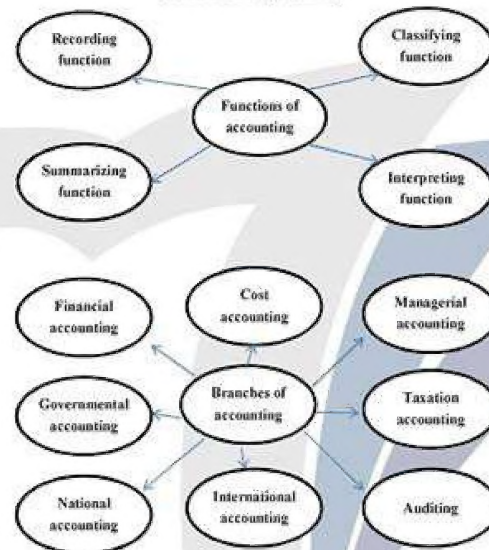 Recording
function
Classifying
function
Functions of
accounting
Summarizing
function
Interpreting
function
Financial
accounting
Cost
accounting
Managerial
accounting
Governmental
accounting
Branches of
accounting
Taxation
accounting
National
accounting
International
accounting
Auditing